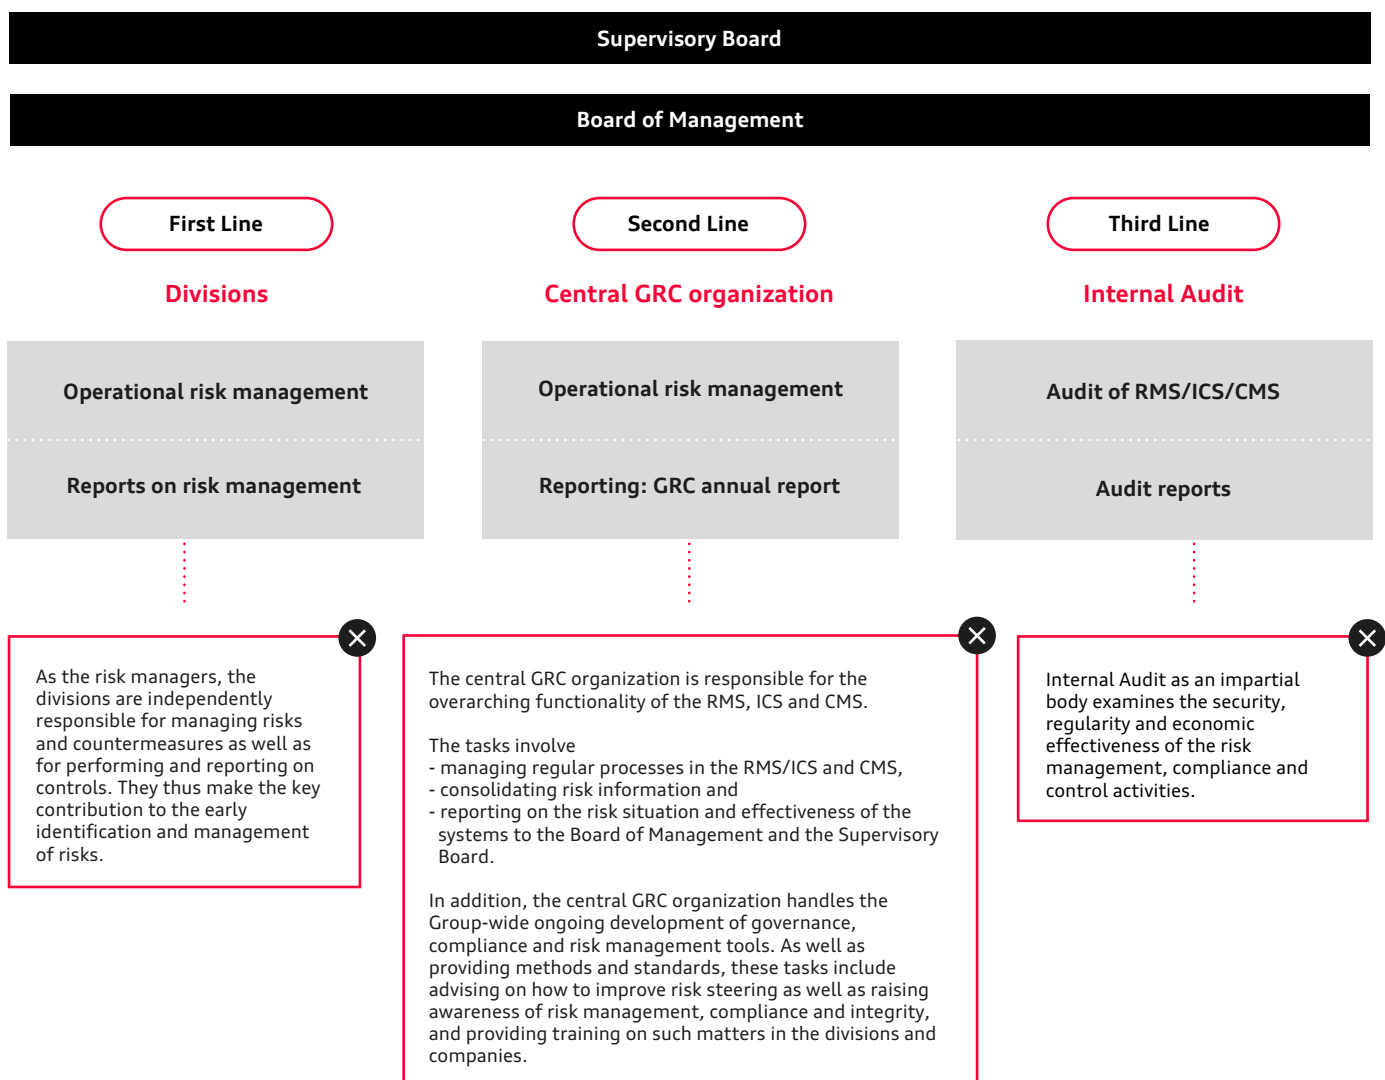 Supervisory Board
Board of Management
First Line
Second Line
Third Line
Divisions
Central GRC organization
Internal Audit
Operational risk management
Operational risk management
Audit of RMS/ICS/CMS
Reports on risk management
Reporting: GRC annual report
Audit reports
As the risk managers, the
divisions are independently
responsible for managing risks
and countermeasures as well as
for performing and reporting on
controls. They thus make the key
contribution to the early
identification and management
of risks.
The central GRC organization is responsible for the
overarching functionality of the RMS, ICS and CMS.
The tasks involve
- managing regular processes in the RMS/ICS and CMS,
- consolidating risk information and
- reporting on the risk situation and effectiveness of the
systems to the Board of Management and the Supervisory
Board.
In addition, the central GRC organization handles the
Group-wide ongoing development of governance,
compliance and risk management tools. As well as
providing methods and standards, these tasks include
advising on how to improve risk steering as well as raising
awareness of risk management, compliance and integrity,
and providing training on such matters in the divisions and
companies.
Internal Audit as an impartial
body examines the security,
regularity and economic
effectiveness of the risk
management, compliance and
control activities.